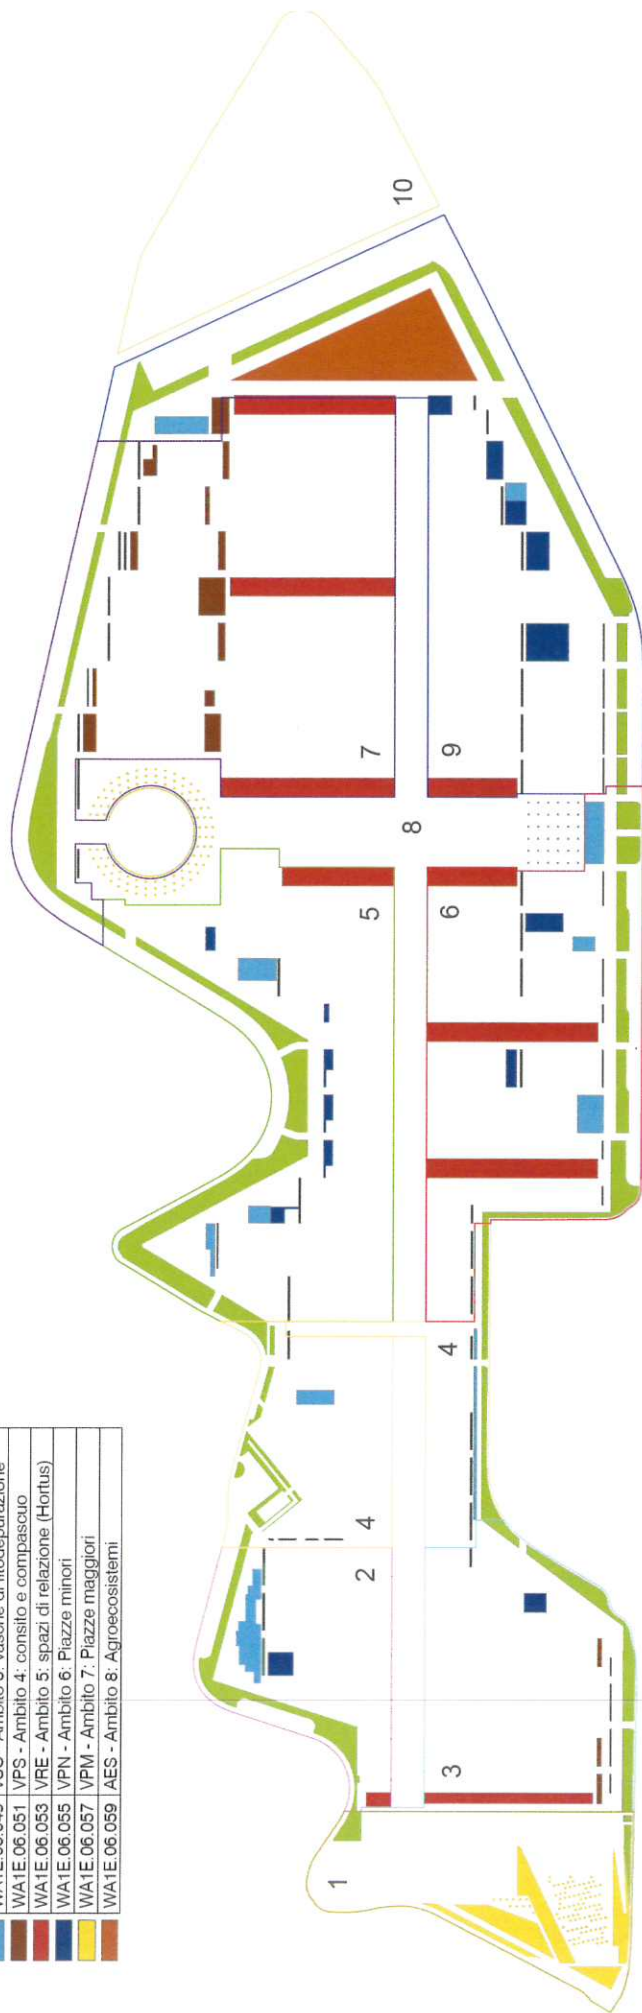 WA1E.06.051 VPS - Ambito 4: consito e compascuo
WA1E.06.053 VRE - Ambito 5: spazi di relazione (Hortus)
WA1E.06.055 VPN - Ambito 6: Piazze minori
WA1E.06.057 VPM - Ambito 7: Piazze maggiori
WA1E.06.059 AES - Ambito 8: Agroecosistemi
1
2
3
4
4
5
6
7
8
9
10